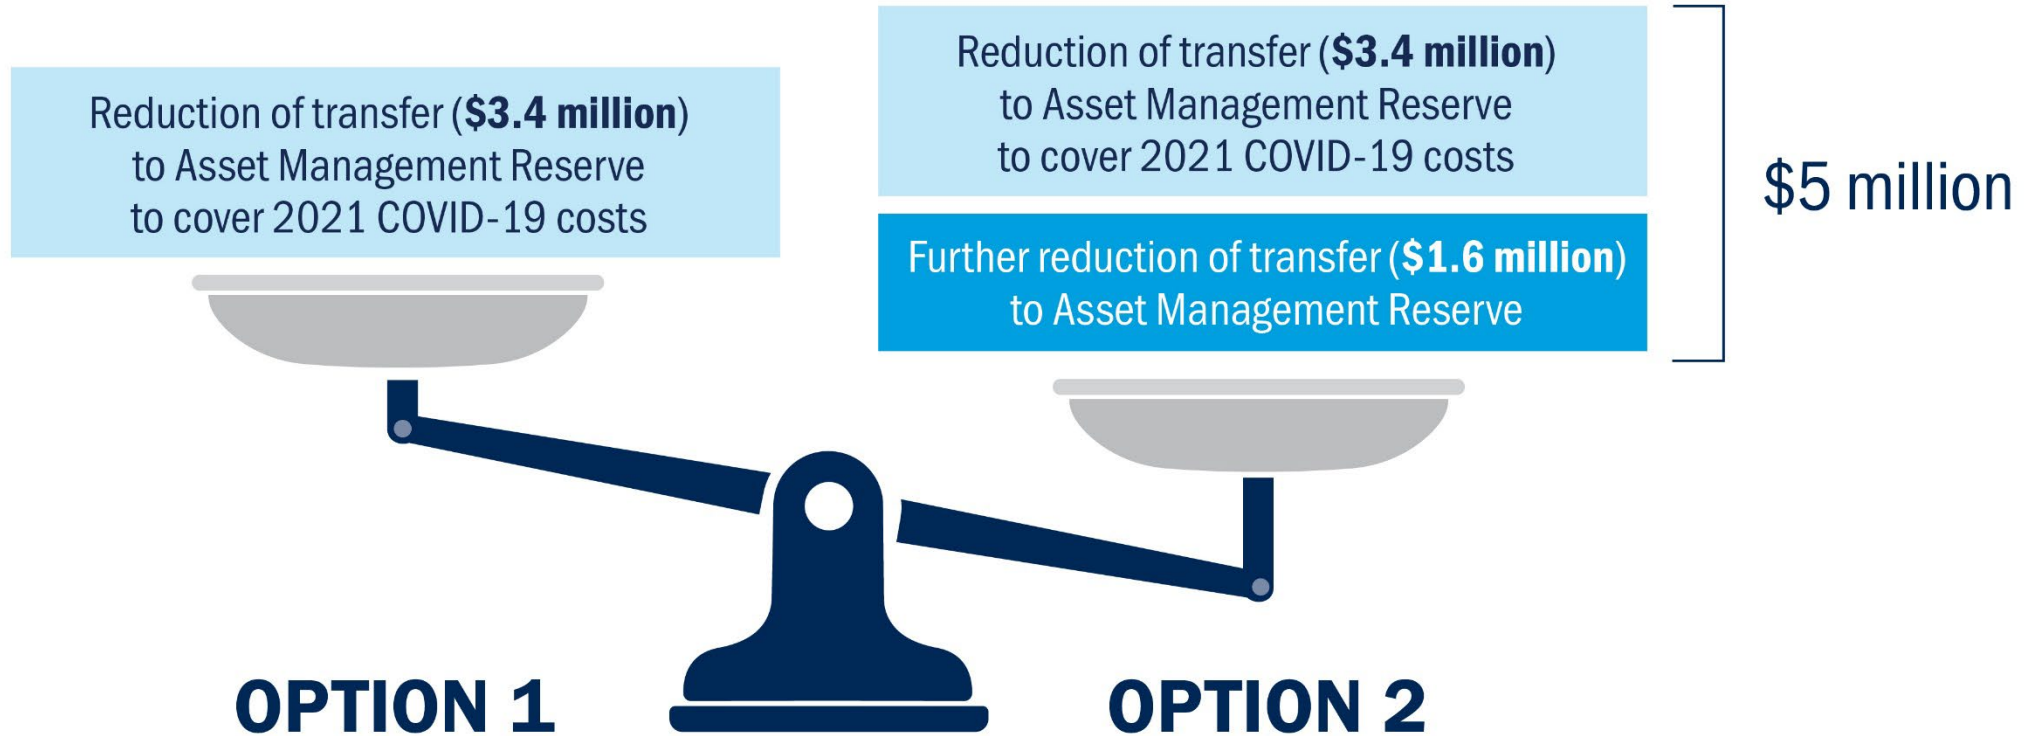 Reduction of transfer ($3.4 million)
to Asset Management Reserve
to cover 2021 COVID-19 costs
Reduction of transfer ($3.4 million)
to Asset Management Reserve
to cover 2021 COVID-19 costs
Further reduction of transfer ($1.6 million)
to Asset Management Reserve
$5 million
OPTION 1
OPTION 2